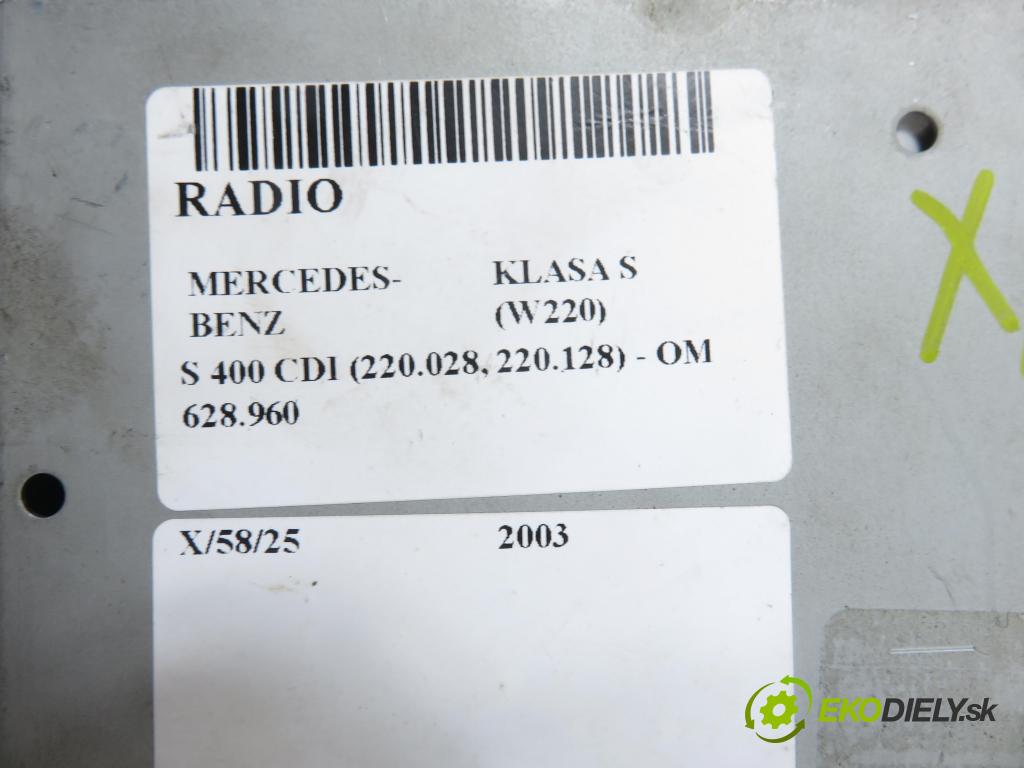 RADIO
MERCEDES-
BENZ
KLASA S
(W220)
S 400 CDI (220.028, 220.128) - OM
628.960
X/58/25 2003
X
EKODIELY.sk